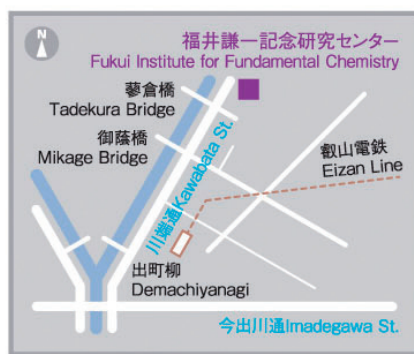 N
福井謙一記念研究センター
Fukui Institute for Fundamental Chemistry
蓼倉橋
Tadekura Bridge
御蔭橋
Mikage Bridge
叡山電鉄
Eizan Line
川端通Kawabata St.
出町柳
Demachiyanagi
今出川通Imadegawa St.